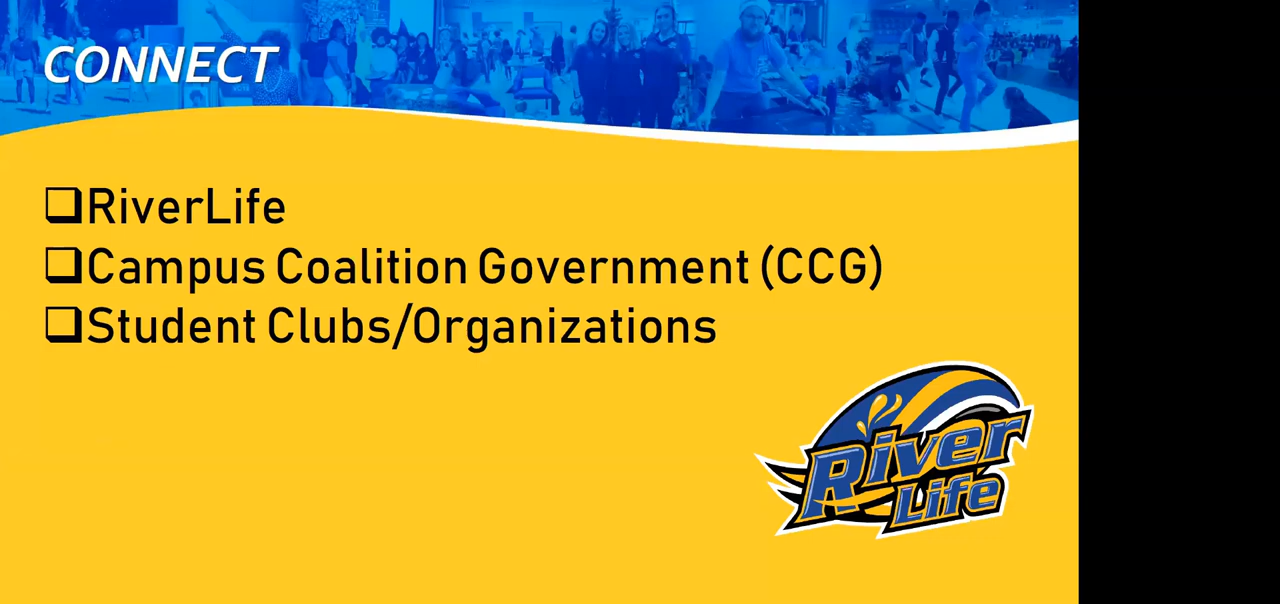 CONNECT
❑RiverLife
❑Campus Coalition Government (CCG)
❑Student Clubs/Organizations
River
Life